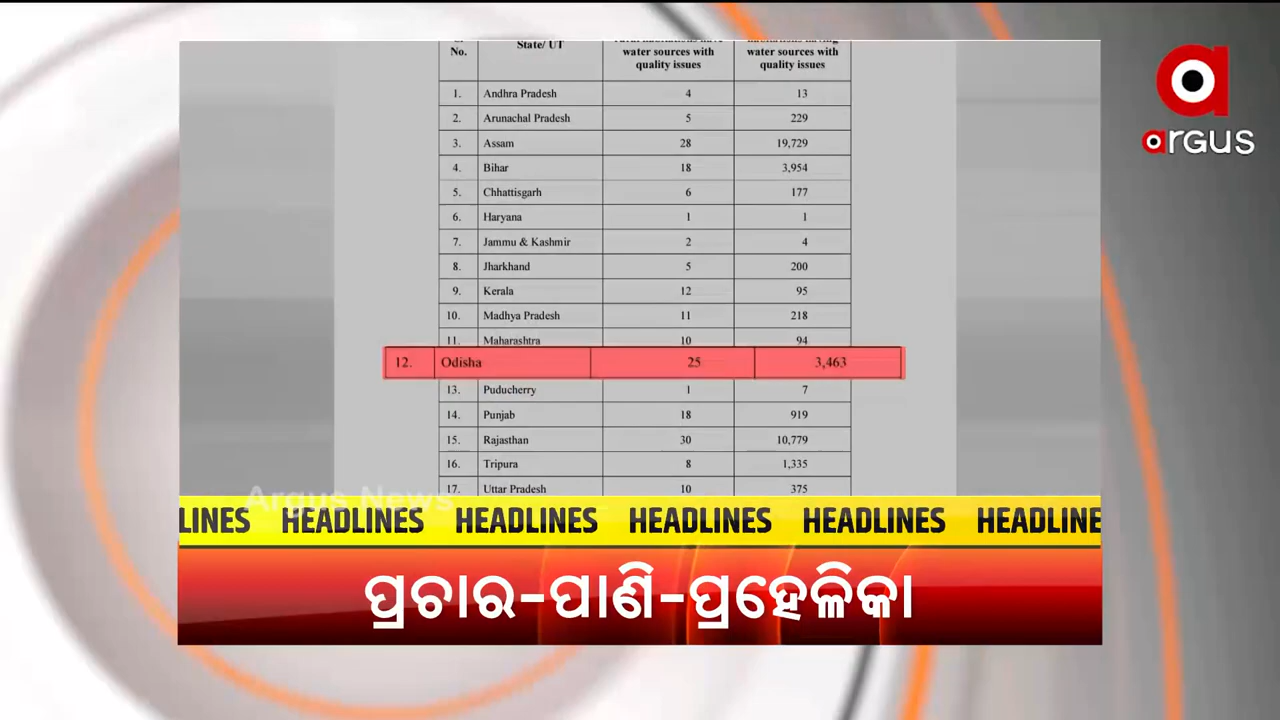 No. State/ UT water sources with quality issues water sources with quality issues
1. Andhra Pradesh 4 13
2. Arunachal Pradesh 5 229
3. Assam 28 19,729
4. Bihar 18 3,954
5. Chhattisgarh 6 177
6. Haryana 1 1
7. Jammu & Kashmir 2 4
8. Jharkhand 5 200
9. Kerala 12 95
10. Madhya Pradesh 11 218
11. Maharashtra 10 94
12. Odisha 25 3,463
13. Puducherry 1 7
14. Punjab 18 919
15. Rajasthan 30 10,779
16. Tripura 8 1,335
17. Uttar Pradesh 10 375
argus
Argus News
LINES HEADLINES HEADLINES HEADLINES HEADLINES HEADLINE
ପ୍ରଚାର-ପାଣି-ପ୍ରହେଳିକା